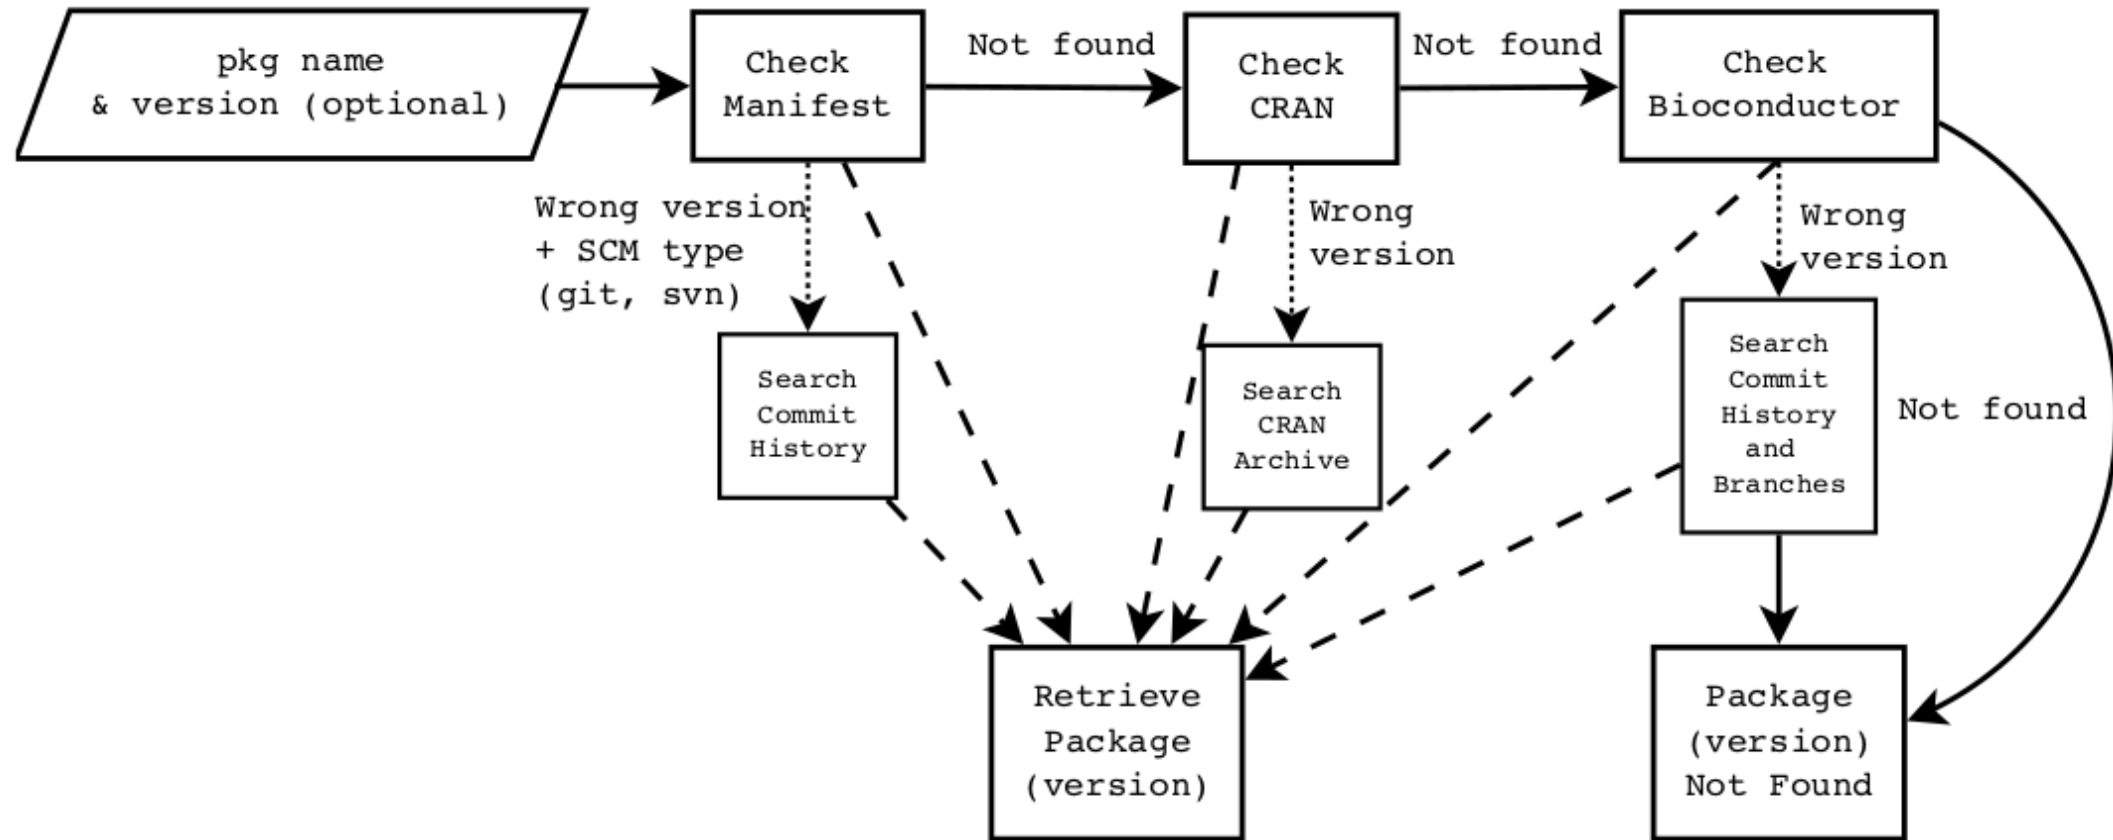 pkg name
& version (optional)
Check
Manifest
Not found
Check
CRAN
Not found
Check
Bioconductor
Wrong version
+ SCM type
(git, svn)
Wrong
version
Wrong
version
Search
Commit
History
Search
CRAN
Archive
Search
Commit
History
and
Branches
Not found
Retrieve
Package
(version)
Package
(version)
Not Found